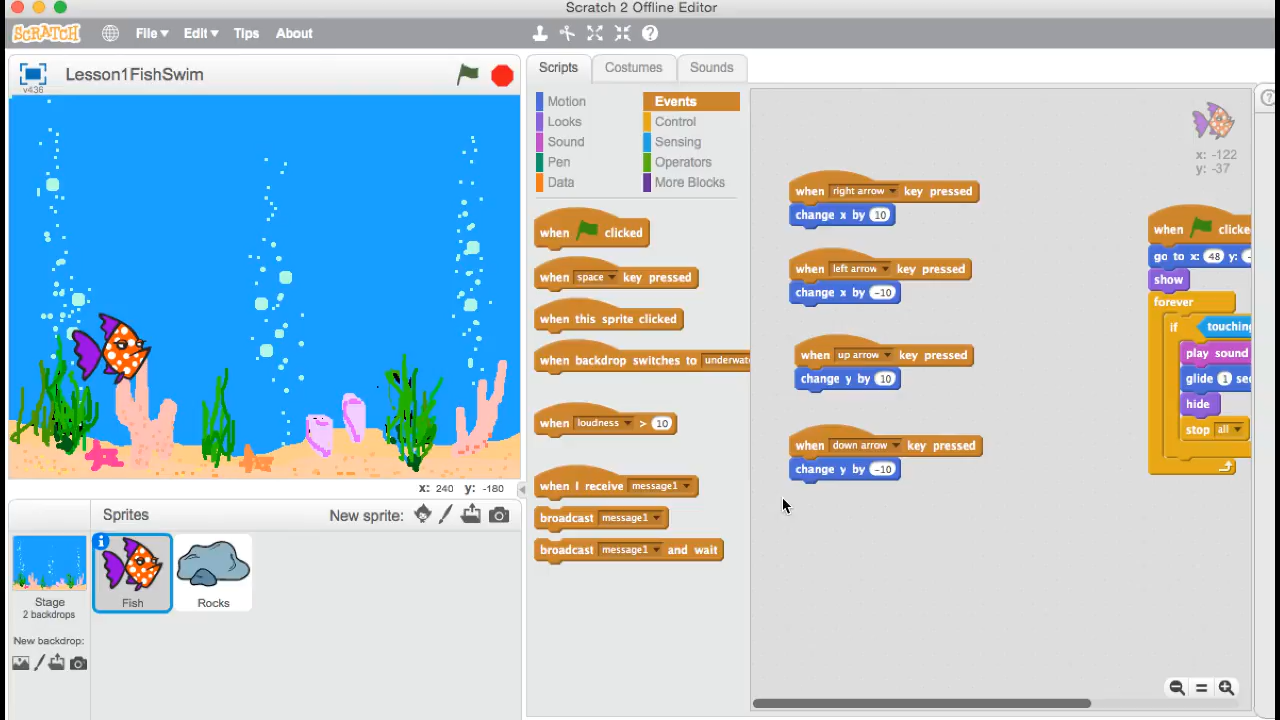 Scratch 2 Offline Editor
SCRATCH File Edit Tips About
Lesson1FishSwim
v436
x: 240 y: -180
Sprites New sprite:
Stage
2 backdrops
New backdrop:
Fish
Rocks
Scripts Costumes Sounds
Motion Events
Looks Control
Sound Sensing
Pen Operators
Data More Blocks
when clicked
when space key pressed
when this sprite clicked
when backdrop switches to underwate
when loudness > 10
when I receive message1
broadcast message1
broadcast message1 and wait
x: -122
y: -37
when right arrow key pressed
change x by 10
when left arrow key pressed
change x by -10
when up arrow key pressed
change y by 10
when down arrow key pressed
change y by -10
when clicke
go to x: 48 y: -
show
forever
if touching
play sound
glide 1 sec
hide
stop all